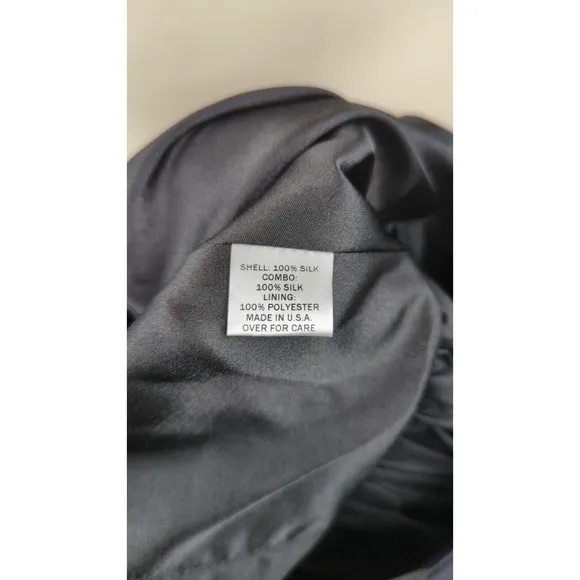 SHELL: 100% SILK
COMBO:
100% SILK
LINING:
100% POLYESTER
MADE IN U.S.A.
OVER FOR CARE